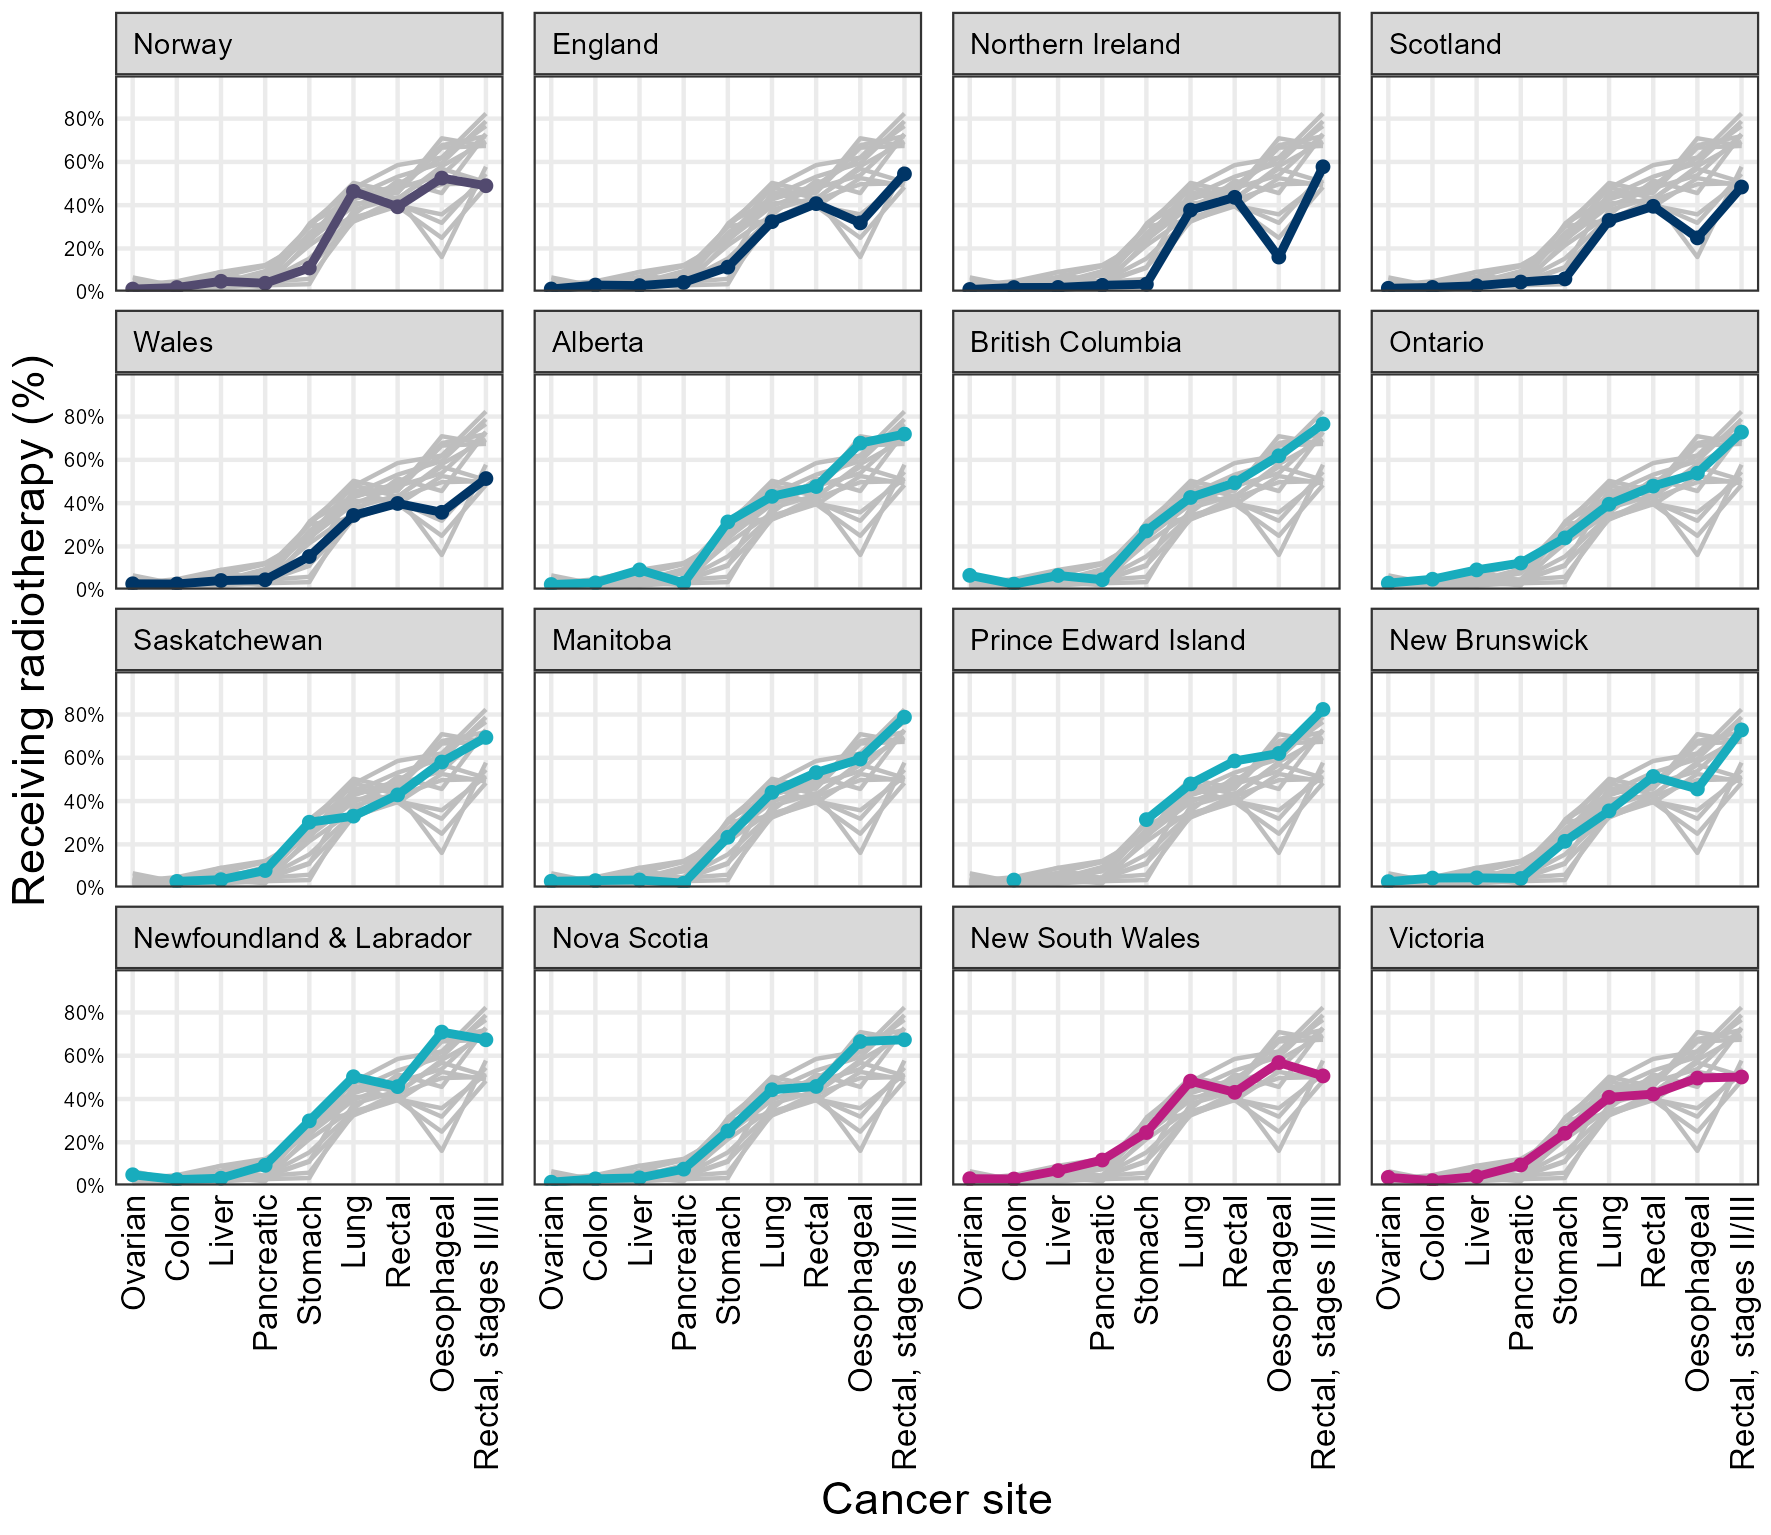 Norway
England
Northern Ireland
Scotland
80%
60%
40%
20%
0%
Wales
Alberta
British Columbia
Ontario
80%
60%
40%
20%
0%
Saskatchewan
Manitoba
Prince Edward Island
New Brunswick
80%
60%
40%
20%
0%
Newfoundland & Labrador
Nova Scotia
New South Wales
Victoria
80%
60%
40%
20%
0%
Receiving radiotherapy (%)
Ovarian
Colon
Liver
Pancreatic
Stomach
Lung
Rectal
Oesophageal
Rectal, stages II/III
Ovarian
Colon
Liver
Pancreatic
Stomach
Lung
Rectal
Oesophageal
Rectal, stages II/III
Ovarian
Colon
Liver
Pancreatic
Stomach
Lung
Rectal
Oesophageal
Rectal, stages II/III
Ovarian
Colon
Liver
Pancreatic
Stomach
Lung
Rectal
Oesophageal
Rectal, stages II/III
Cancer site